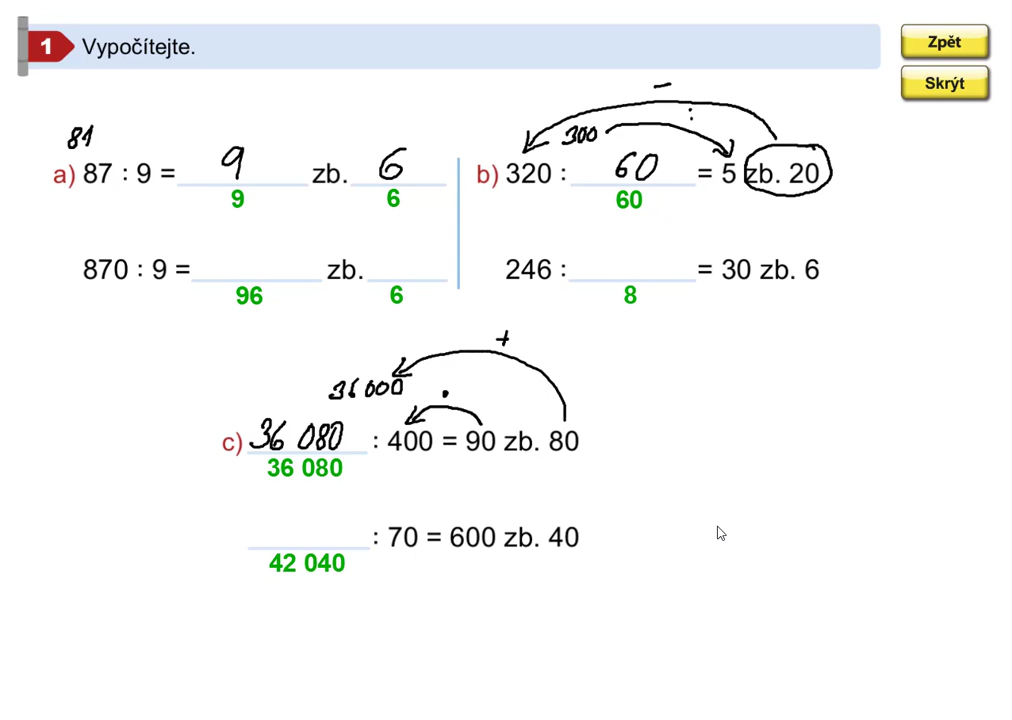 1 Vypočítejte.
Zpět
Skrýt
81
a) 87 : 9 = 9 zb. 6
9 6
870 : 9 = zb.
96 6
− :
300
b) 320 : 60 = 5 zb. 20
60
246 : = 30 zb. 6
8
+
36 000 ·
c) 36 080 : 400 = 90 zb. 80
36 080
: 70 = 600 zb. 40
42 040